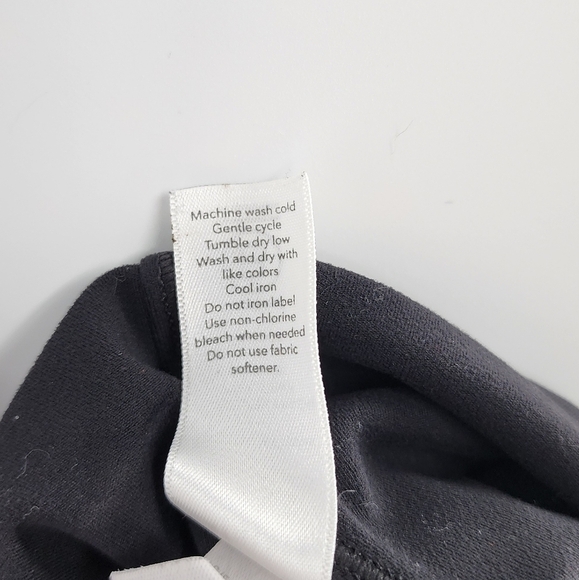 Machine wash cold
Gentle cycle
Tumble dry low
Wash and dry with
like colors
Cool iron
Do not iron label
Use non-chlorine
bleach when needed
Do not use fabric
softener.